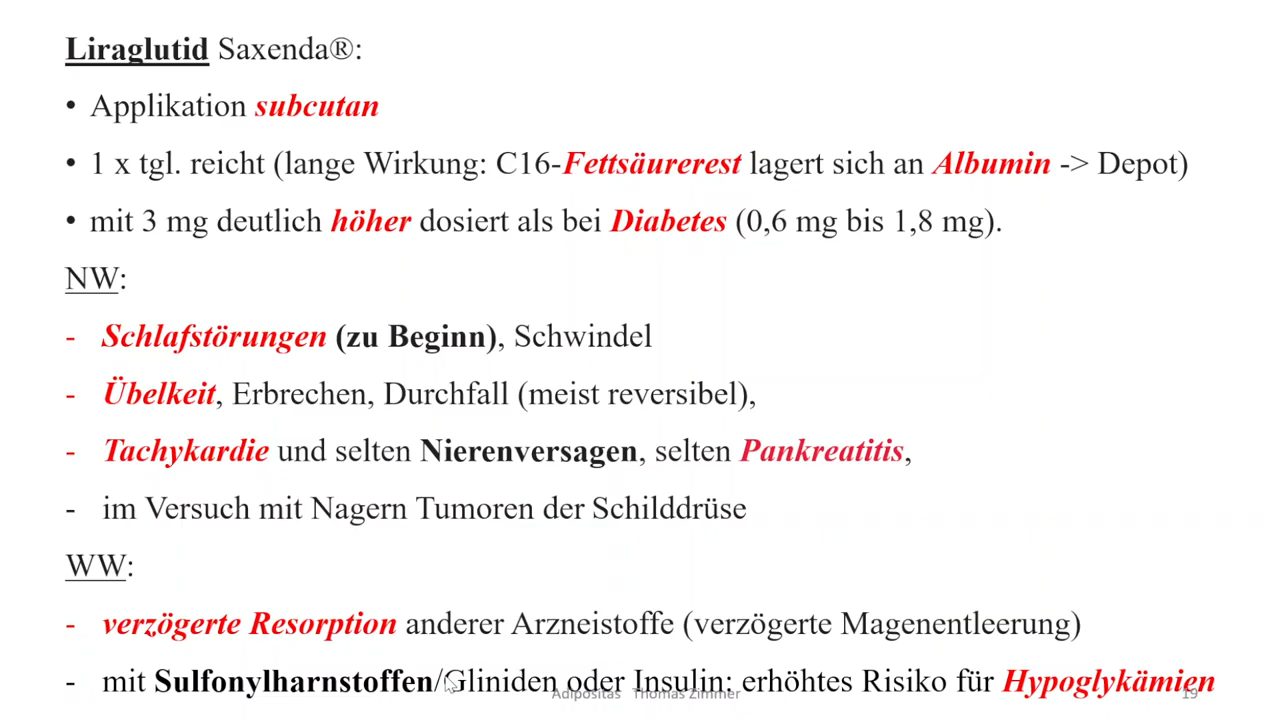 Liraglutid Saxenda®:
• Applikation subcutan
• 1 x tgl. reicht (lange Wirkung: C16-Fettsäurerest lagert sich an Albumin -> Depot)
• mit 3 mg deutlich höher dosiert als bei Diabetes (0,6 mg bis 1,8 mg).
NW:
- Schlafstörungen (zu Beginn), Schwindel
- Übelkeit, Erbrechen, Durchfall (meist reversibel),
- Tachykardie und selten Nierenversagen, selten Pankreatitis,
- im Versuch mit Nagern Tumoren der Schilddrüse
WW:
- verzögerte Resorption anderer Arzneistoffe (verzögerte Magenentleerung)
- mit Sulfonylharnstoffen/Gliniden oder Insulin: erhöhtes Risiko für Hypoglykämien
Adipositas Thomas Zimmer
19